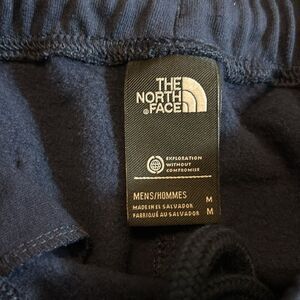 THE
NORTH
®FACE
EXPLORATION
WITHOUT
COMPROMISE
MENS/HOMMES M
MADE IN EL SALVADOR M
FABRIQUÉ AU SALVADOR